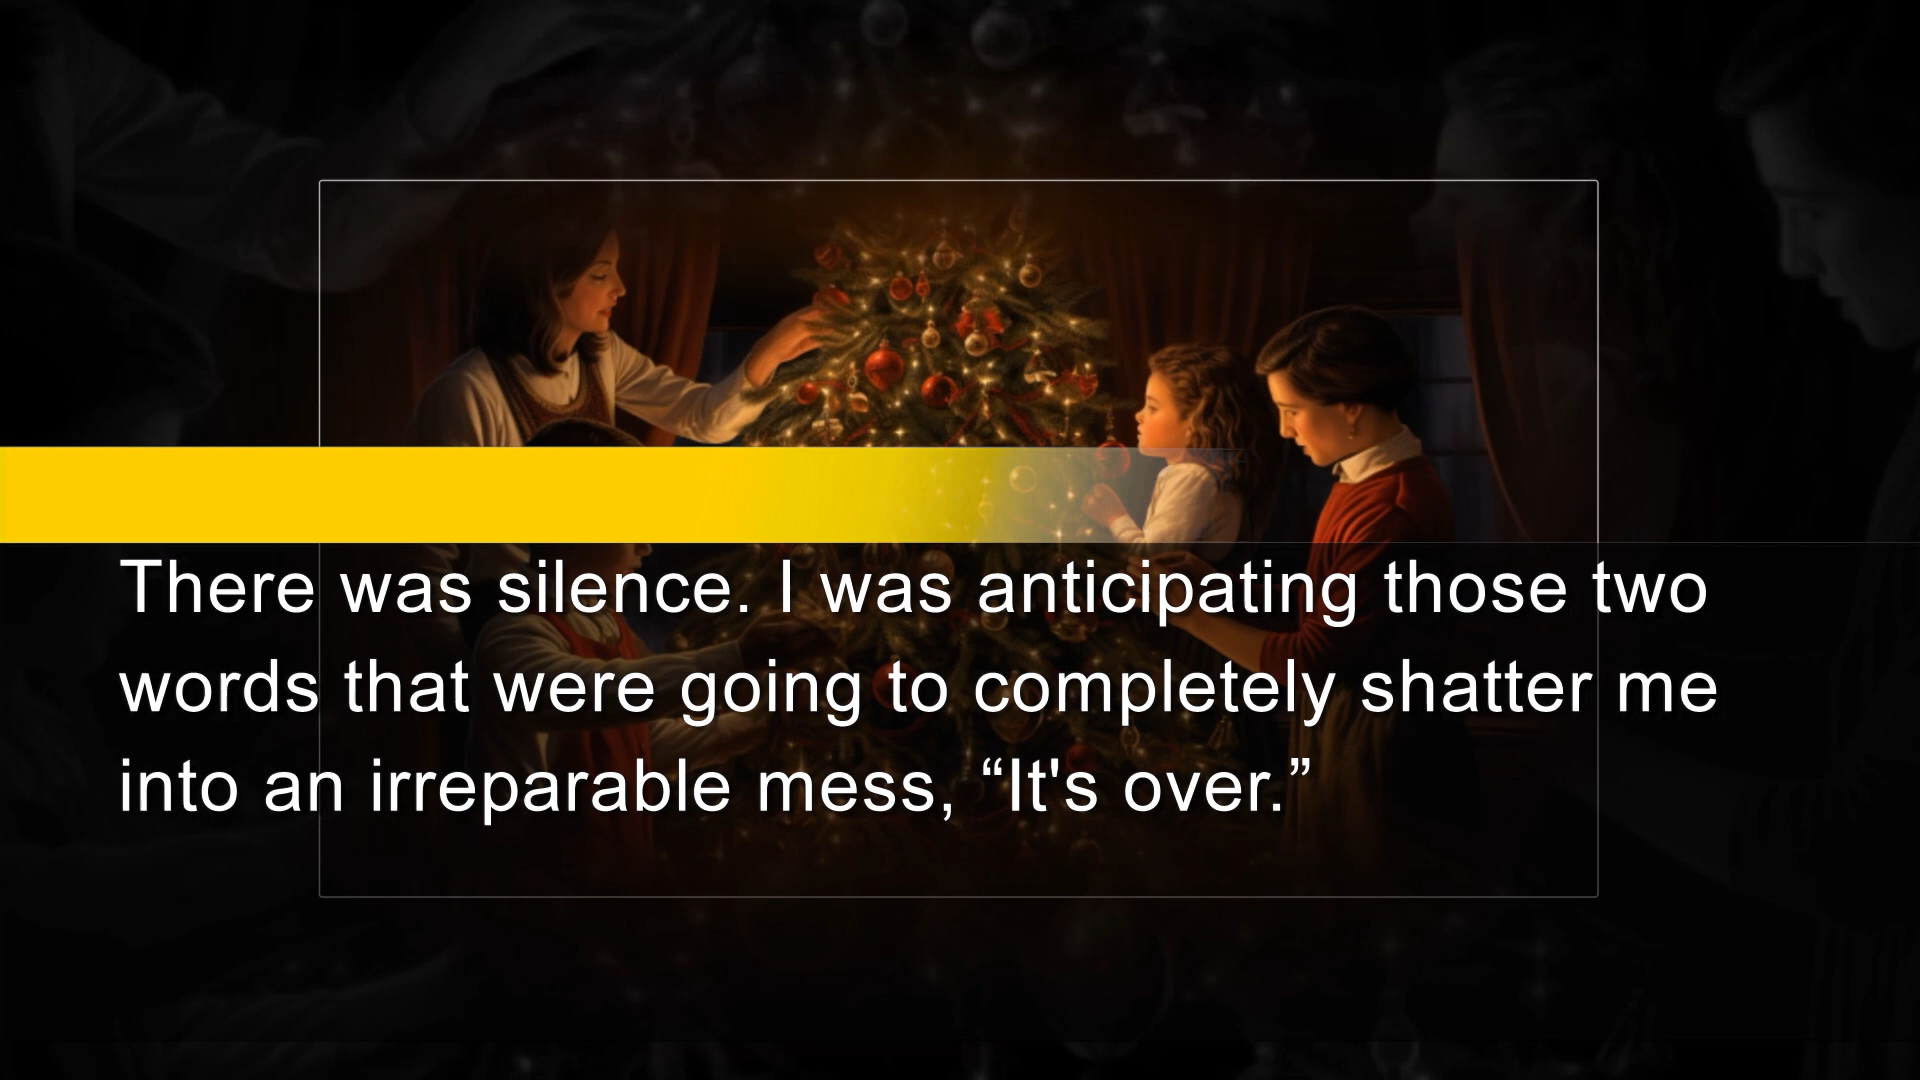 There was silence. I was anticipating those two
words that were going to completely shatter me
into an irreparable mess, “It's over.”